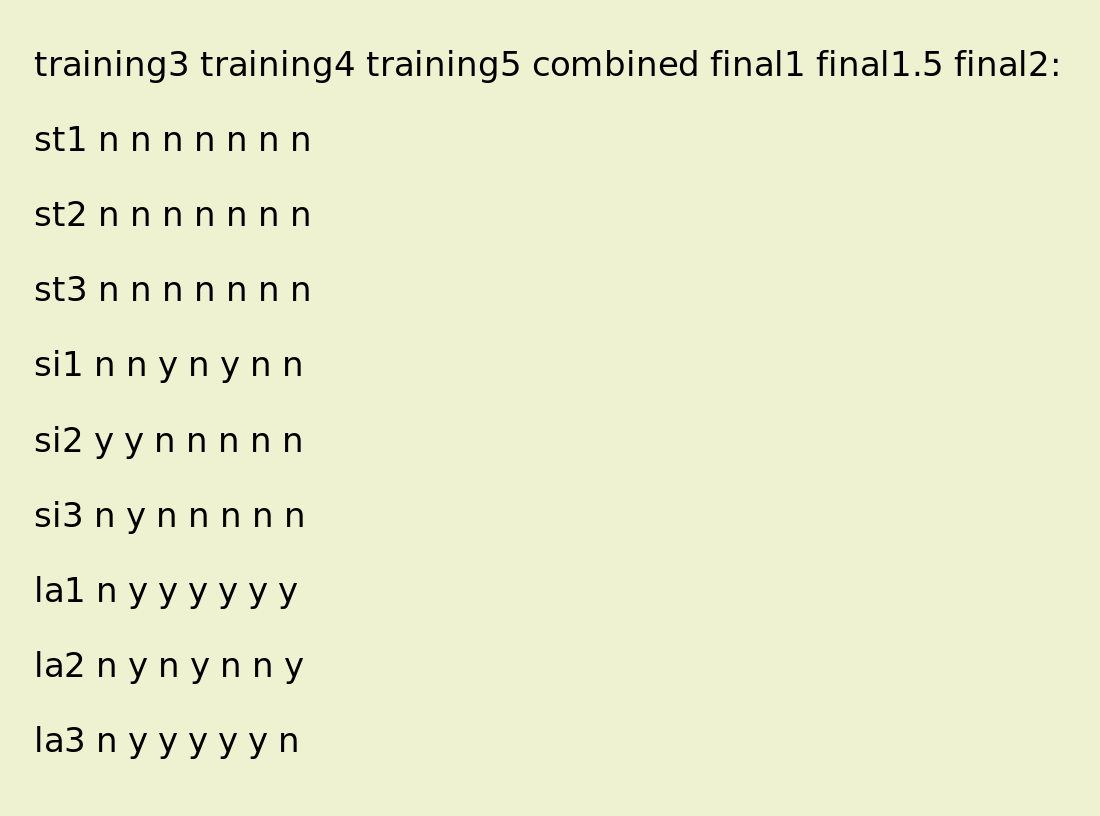 training3 training4 training5 combined final1 final1.5 final2:
st1 n n n n n n n
st2 n n n n n n n
st3 n n n n n n n
si1 n n y n y n n
si2 y y n n n n n
si3 n y n n n n n
la1 n y y y y y y
la2 n y n y n n y
la3 n y y y y y n